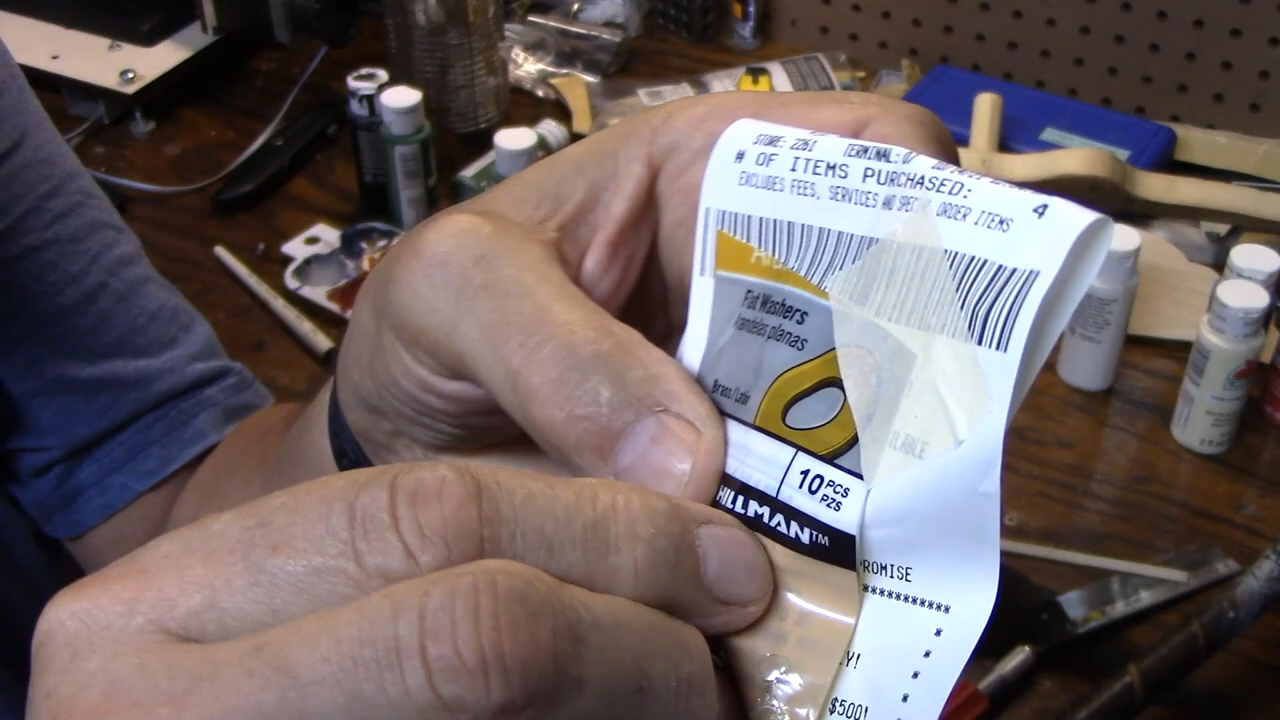 STORE: 2261 TERMINAL: 07
# OF ITEMS PURCHASED: 4
EXCLUDES FEES, SERVICES AND SPECIAL ORDER ITEMS
Flat Washers
Arandelas planas
Brass/Latón
10 PCS
PZS
HILLMAN™
ROMISE
***********
*
*
LY!
*
*
$500!